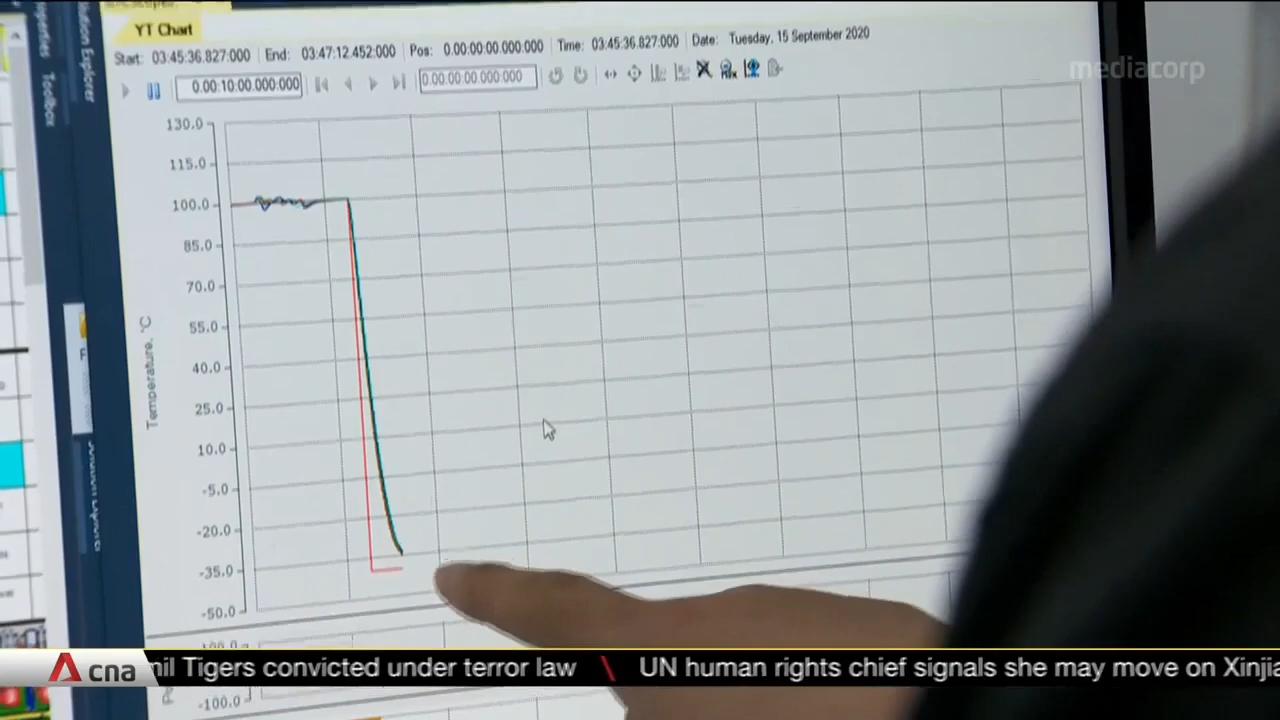 YT Chart
Start: 03:45:36.827:000 End: 03:47:12.452:000 Pos: 0.00:00:00.000:000 Time: 03:45:36.827:000 Date: Tuesday, 15 September 2020
0.00:10:00.000:000 0.00:00:00.000:000
mediacorp
Toolbox
130.0
115.0
100.0
85.0
70.0
55.0
40.0
25.0
10.0
-5.0
-20.0
-35.0
-50.0
Temperature, °C
-100.0
cna
mil Tigers convicted under terror law \ UN human rights chief signals she may move on Xinjia